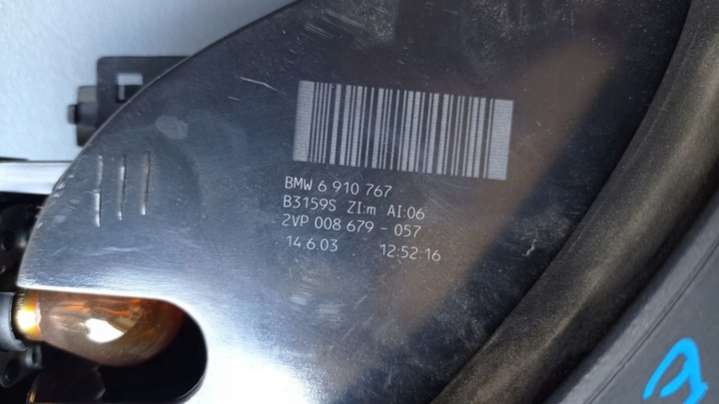 BMW 6 910 767
B3159S ZI:m AI:06
2VP 008 679 - 057
14.6.03 12:52:16